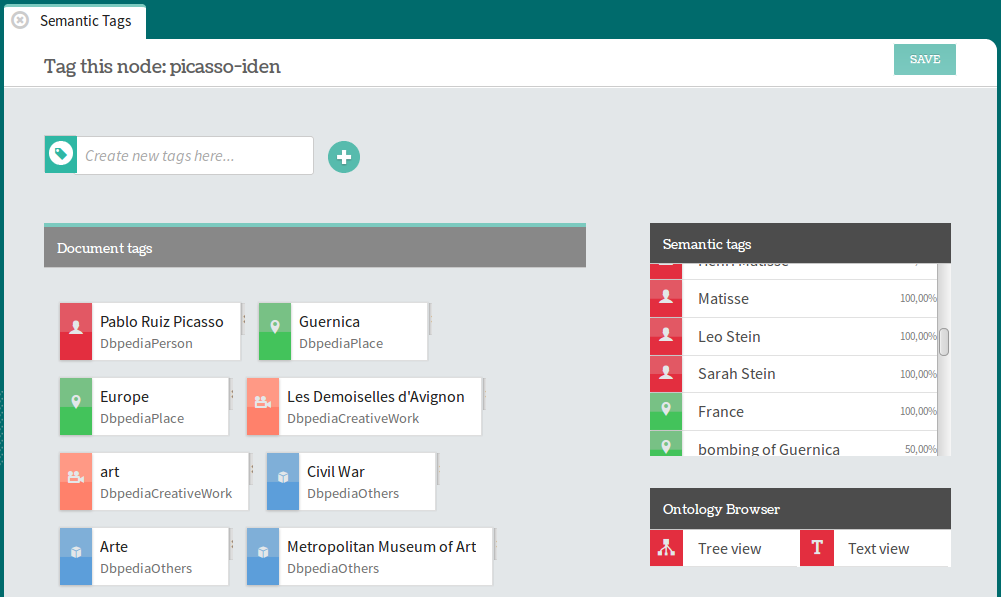 Semantic Tags
Tag this node: picasso-iden
SAVE
Create new tags here...
Document tags
Pablo Ruiz Picasso
DbpediaPerson
Guernica
DbpediaPlace
Europe
DbpediaPlace
Les Demoiselles d'Avignon
DbpediaCreativeWork
art
DbpediaCreativeWork
Civil War
DbpediaOthers
Arte
DbpediaOthers
Metropolitan Museum of Art
DbpediaOthers
Semantic tags
Henri Matisse
Matisse 100,00%
Leo Stein 100,00%
Sarah Stein 100,00%
France 100,00%
bombing of Guernica 50,00%
Ontology Browser
Tree view
T Text view